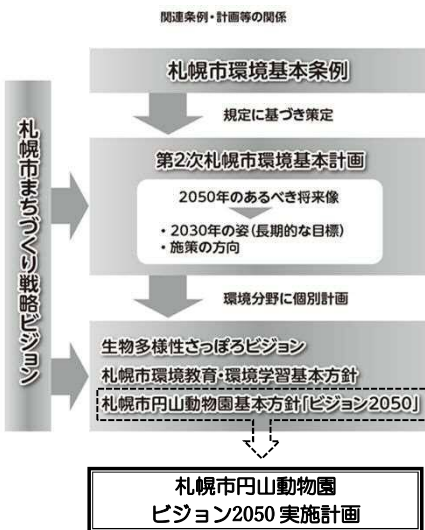 関連条例・計画等の関係
札幌市環境基本条例
規定に基づき策定
札幌市まちづくり戦略ビジョン
第2次札幌市環境基本計画
2050年のあるべき将来像
・2030年の姿(長期的な目標)
・施策の方向
環境分野に個別計画
生物多様性さっぽろビジョン
札幌市環境教育・環境学習基本方針
札幌市円山動物園基本方針「ビジョン2050」
札幌市円山動物園
ビジョン2050 実施計画